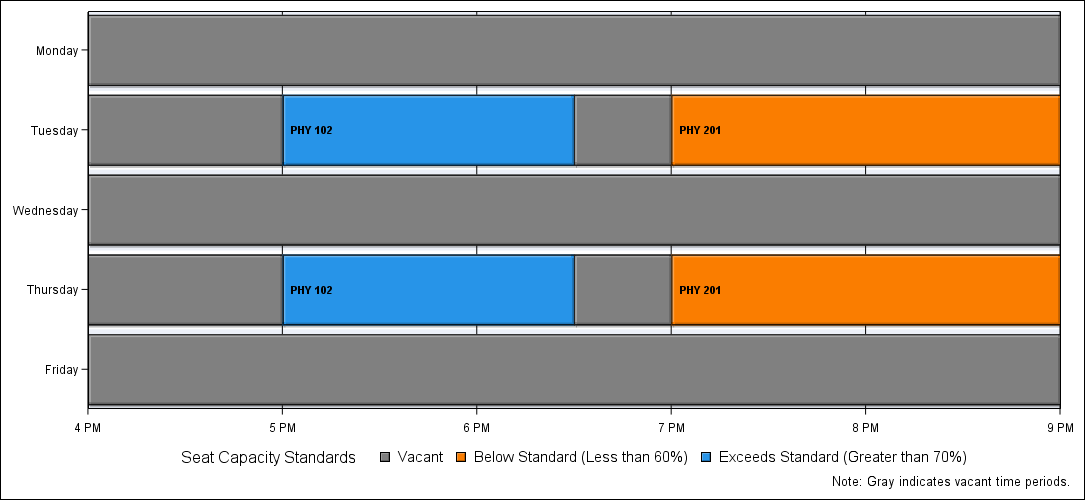 Monday
Tuesday
PHY 102
PHY 201
Wednesday
Thursday
PHY 102
PHY 201
Friday
4 PM 5 PM 6 PM 7 PM 8 PM 9 PM
Seat Capacity Standards Vacant Below Standard (Less than 60%) Exceeds Standard (Greater than 70%)
Note: Gray indicates vacant time periods.